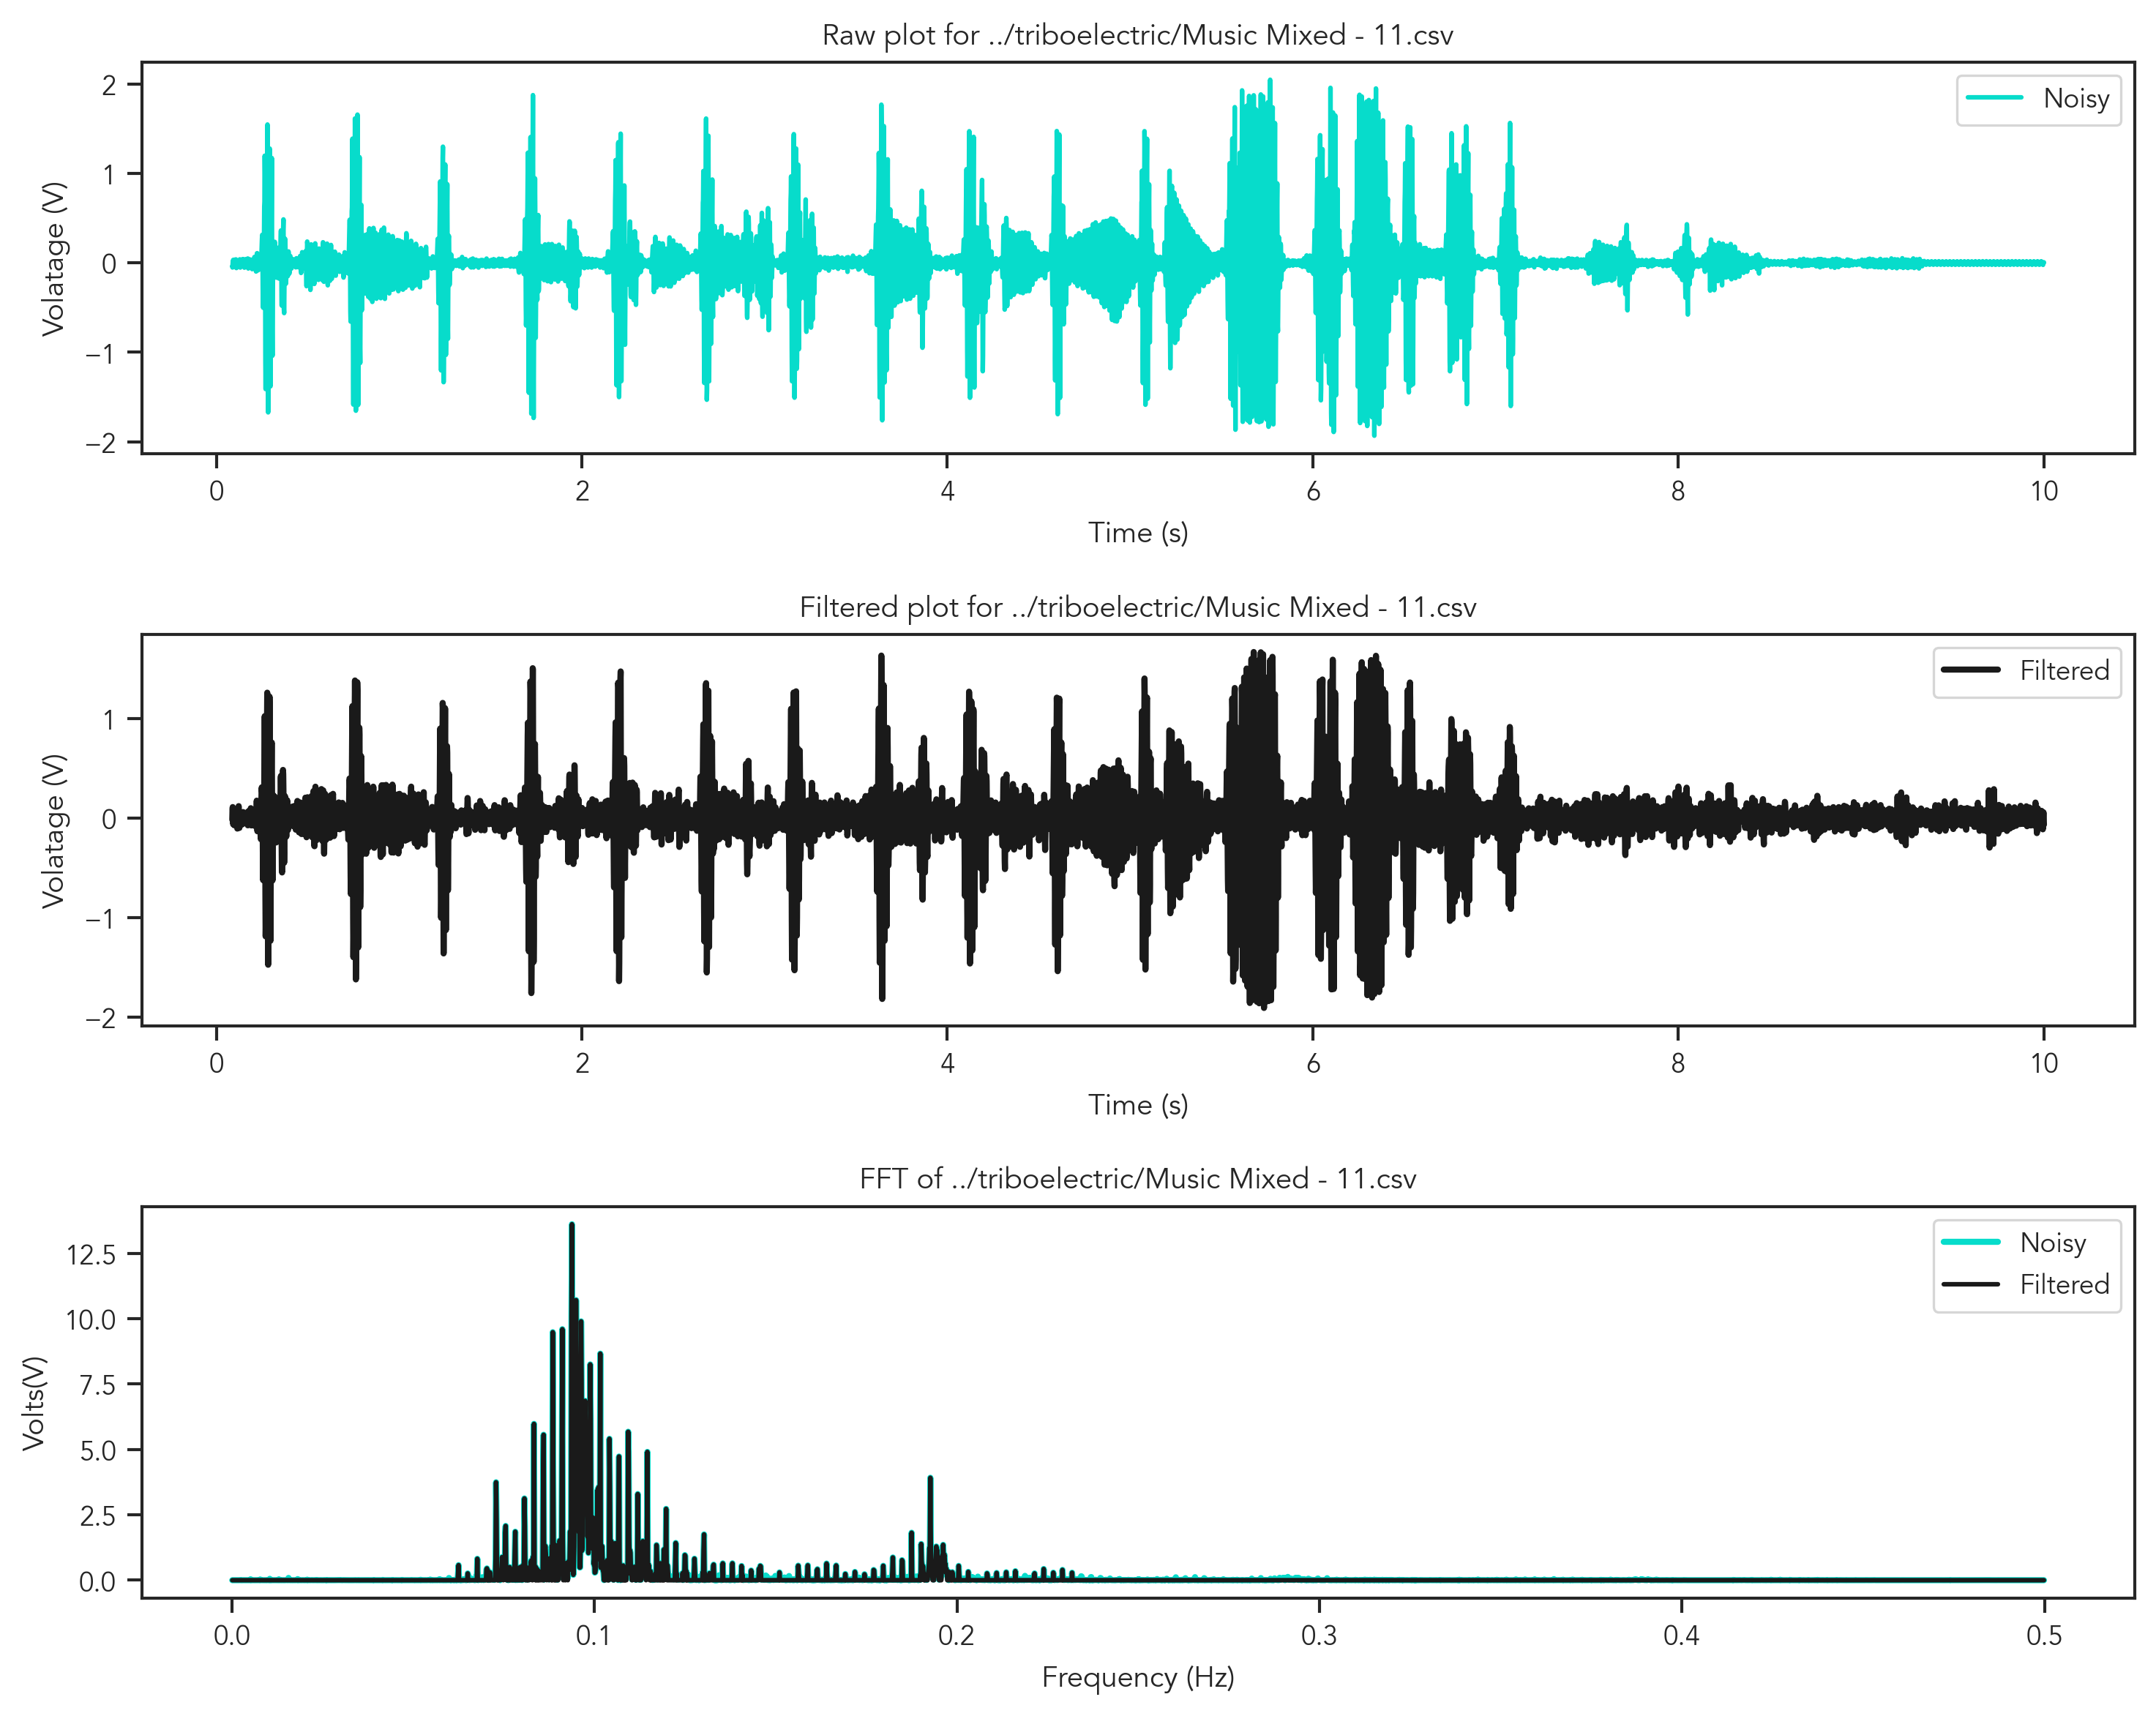 Raw plot for ../triboelectric/Music Mixed - 11.csv
Noisy
2
1
0
−1
−2
Volatage (V)
0 2 4 6 8 10
Time (s)
Filtered plot for ../triboelectric/Music Mixed - 11.csv
Filtered
1
0
−1
−2
Volatage (V)
0 2 4 6 8 10
Time (s)
FFT of ../triboelectric/Music Mixed - 11.csv
Noisy
Filtered
12.5
10.0
7.5
5.0
2.5
0.0
Volts(V)
0.0 0.1 0.2 0.3 0.4 0.5
Frequency (Hz)